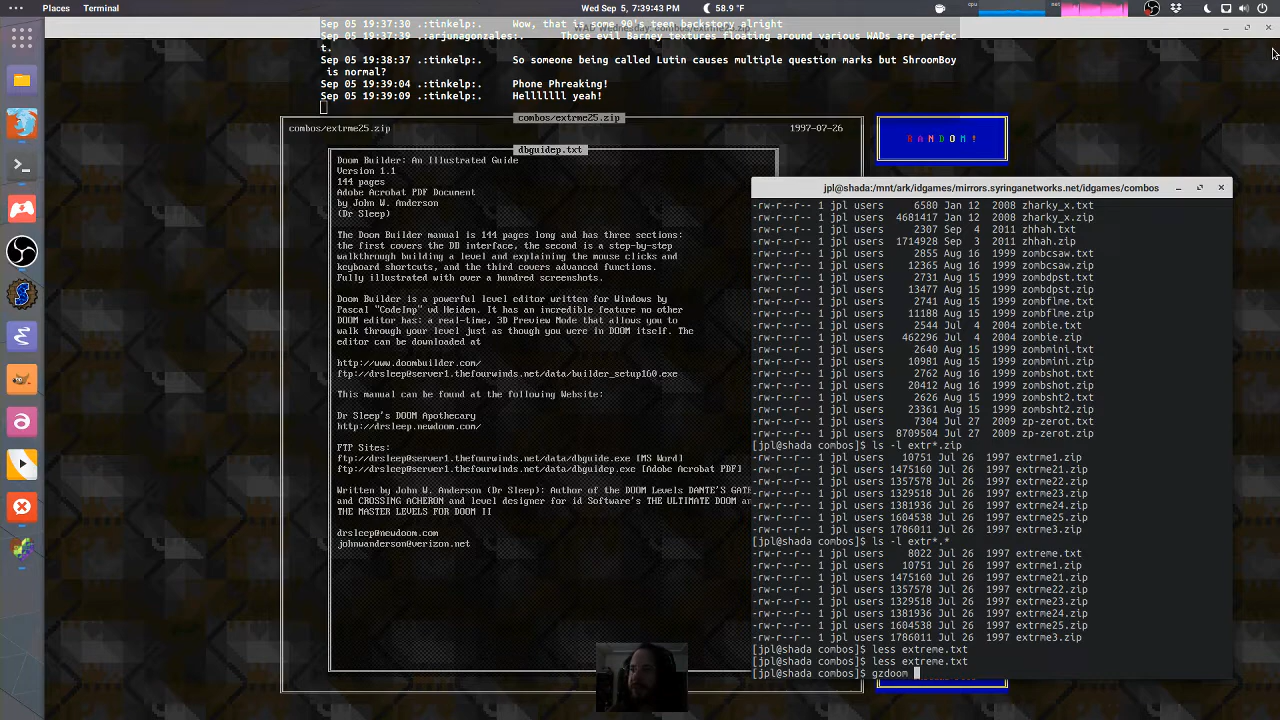 Places
Terminal
Wed Sep 5, 7:39:43 PM
58.9 °F
cpu
net
Sep 05 19:37:30 .:tinkelp:. Wow, that is some 90's teen backstory alright
WAD Wednesday: combos/extrme25.zip
Sep 05 19:37:39 .:arjunagonzales:. Those evil Barney textures floating around various WADs are perfec
t.
Sep 05 19:38:37 .:tinkelp:. So someone being called Lutin causes multiple question marks but ShroomBoy
is normal?
Sep 05 19:39:04 .:tinkelp:. Phone Phreaking!
Sep 05 19:39:09 .:tinkelp:. Hellllllll yeah!
combos/extrme25.zip
combos/extrme25.zip 1997-07-26
RANDOM!
dbguidep.txt
Doom Builder: An Illustrated Guide
Version 1.1
144 pages
Adobe Acrobat PDF Document
by John W. Anderson
(Dr Sleep)
The Doom Builder manual is 144 pages long and has three sections:
the first covers the DB interface, the second is a step-by-step
walkthrough building a level and explaining the mouse clicks and
keyboard shortcuts, and the third covers advanced functions.
Fully illustrated with over a hundred screenshots.
Doom Builder is a powerful level editor written for Windows by
Pascal "CodeImp" vd Heiden. It has an incredible feature no other
DOOM editor has: a real-time, 3D Preview Mode that allows you to
walk through your level just as though you were in DOOM itself. The
editor can be downloaded at
http://www.doombuilder.com/
ftp://drsleep@server1.thefourwinds.net/data/builder_setup160.exe
This manual can be found at the following Website:
Dr Sleep's DOOM Apothecary
http://drsleep.newdoom.com/
FTP Sites:
ftp://drsleep@server1.thefourwinds.net/data/dbguide.exe [MS Word]
ftp://drsleep@server1.thefourwinds.net/data/dbguidep.exe [Adobe Acrobat PDF]
Written by John W. Anderson (Dr Sleep): Author of the DOOM Levels DANTE'S GATE
and CROSSING ACHERON and level designer for id Software's THE ULTIMATE DOOM an
THE MASTER LEVELS FOR DOOM II
drsleep@newdoom.com
johnwanderson@verizon.net
jpl@shada:/mnt/ark/idgames/mirrors.syringanetworks.net/idgames/combos
-rw-r--r-- 1 jpl users 6580 Jan 12 2008 zharky_x.txt
-rw-r--r-- 1 jpl users 4681417 Jan 12 2008 zharky_x.zip
-rw-r--r-- 1 jpl users 2307 Sep 4 2011 zhhah.txt
-rw-r--r-- 1 jpl users 1714928 Sep 3 2011 zhhah.zip
-rw-r--r-- 1 jpl users 2855 Aug 16 1999 zombcsaw.txt
-rw-r--r-- 1 jpl users 12365 Aug 16 1999 zombcsaw.zip
-rw-r--r-- 1 jpl users 2731 Aug 15 1999 zombdpst.txt
-rw-r--r-- 1 jpl users 13477 Aug 15 1999 zombdpst.zip
-rw-r--r-- 1 jpl users 2741 Aug 15 1999 zombflme.txt
-rw-r--r-- 1 jpl users 11188 Aug 15 1999 zombflme.zip
-rw-r--r-- 1 jpl users 2544 Jul 4 2004 zombie.txt
-rw-r--r-- 1 jpl users 462296 Jul 4 2004 zombie.zip
-rw-r--r-- 1 jpl users 2640 Aug 15 1999 zombmini.txt
-rw-r--r-- 1 jpl users 10981 Aug 15 1999 zombmini.zip
-rw-r--r-- 1 jpl users 2762 Aug 16 1999 zombshot.txt
-rw-r--r-- 1 jpl users 20412 Aug 16 1999 zombshot.zip
-rw-r--r-- 1 jpl users 2626 Aug 15 1999 zombsht2.txt
-rw-r--r-- 1 jpl users 23361 Aug 15 1999 zombsht2.zip
-rw-r--r-- 1 jpl users 7304 Jul 27 2009 zp-zerot.txt
-rw-r--r-- 1 jpl users 8709504 Jul 27 2009 zp-zerot.zip
[jpl@shada combos]$ ls -l extr*.zip
-rw-r--r-- 1 jpl users 10751 Jul 26 1997 extrme1.zip
-rw-r--r-- 1 jpl users 1475160 Jul 26 1997 extrme21.zip
-rw-r--r-- 1 jpl users 1357578 Jul 26 1997 extrme22.zip
-rw-r--r-- 1 jpl users 1329518 Jul 26 1997 extrme23.zip
-rw-r--r-- 1 jpl users 1381936 Jul 26 1997 extrme24.zip
-rw-r--r-- 1 jpl users 1604538 Jul 26 1997 extrme25.zip
-rw-r--r-- 1 jpl users 1786011 Jul 26 1997 extrme3.zip
[jpl@shada combos]$ ls -l extr*.*
-rw-r--r-- 1 jpl users 8022 Jul 26 1997 extreme.txt
-rw-r--r-- 1 jpl users 10751 Jul 26 1997 extrme1.zip
-rw-r--r-- 1 jpl users 1475160 Jul 26 1997 extrme21.zip
-rw-r--r-- 1 jpl users 1357578 Jul 26 1997 extrme22.zip
-rw-r--r-- 1 jpl users 1329518 Jul 26 1997 extrme23.zip
-rw-r--r-- 1 jpl users 1381936 Jul 26 1997 extrme24.zip
-rw-r--r-- 1 jpl users 1604538 Jul 26 1997 extrme25.zip
-rw-r--r-- 1 jpl users 1786011 Jul 26 1997 extrme3.zip
[jpl@shada combos]$ less extreme.txt
[jpl@shada combos]$ less extreme.txt
[jpl@shada combos]$ gzdoom